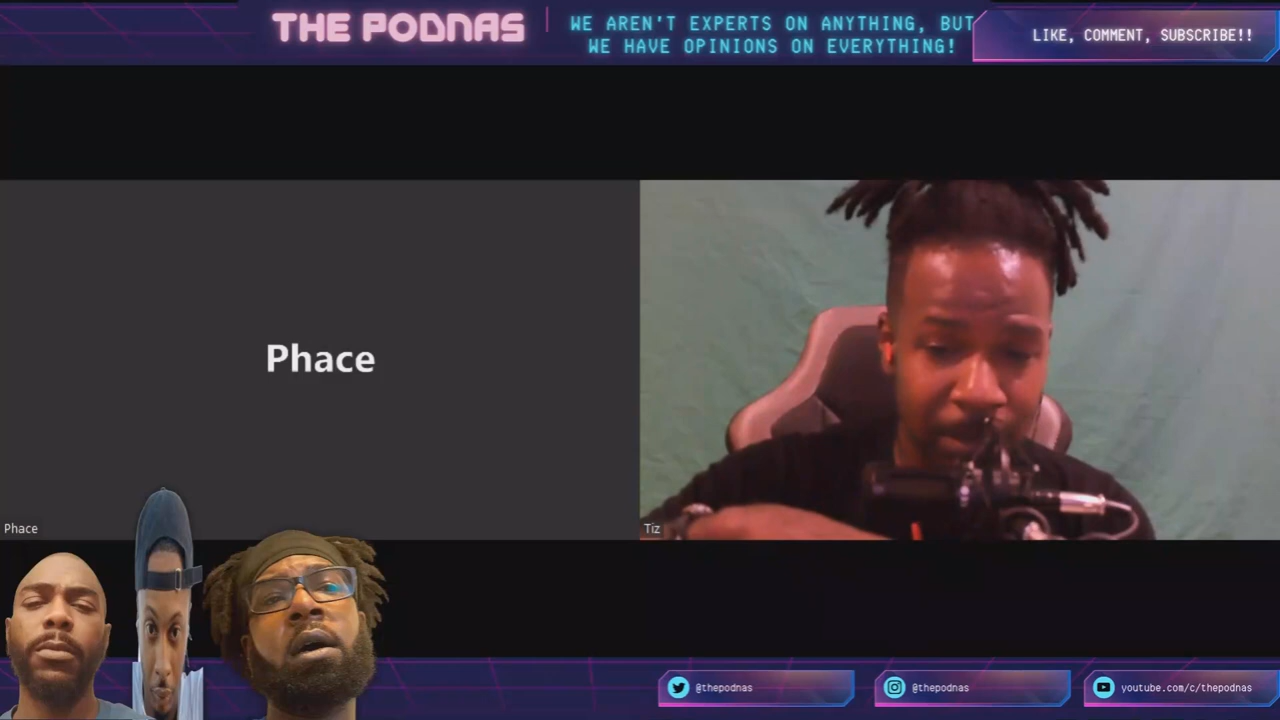 THE PODNAS
WE AREN'T EXPERTS ON ANYTHING, BUT
WE HAVE OPINIONS ON EVERYTHING!
LIKE, COMMENT, SUBSCRIBE!!
Phace
Phace
Tiz
@thepodnas
@thepodnas
youtube.com/c/thepodnas